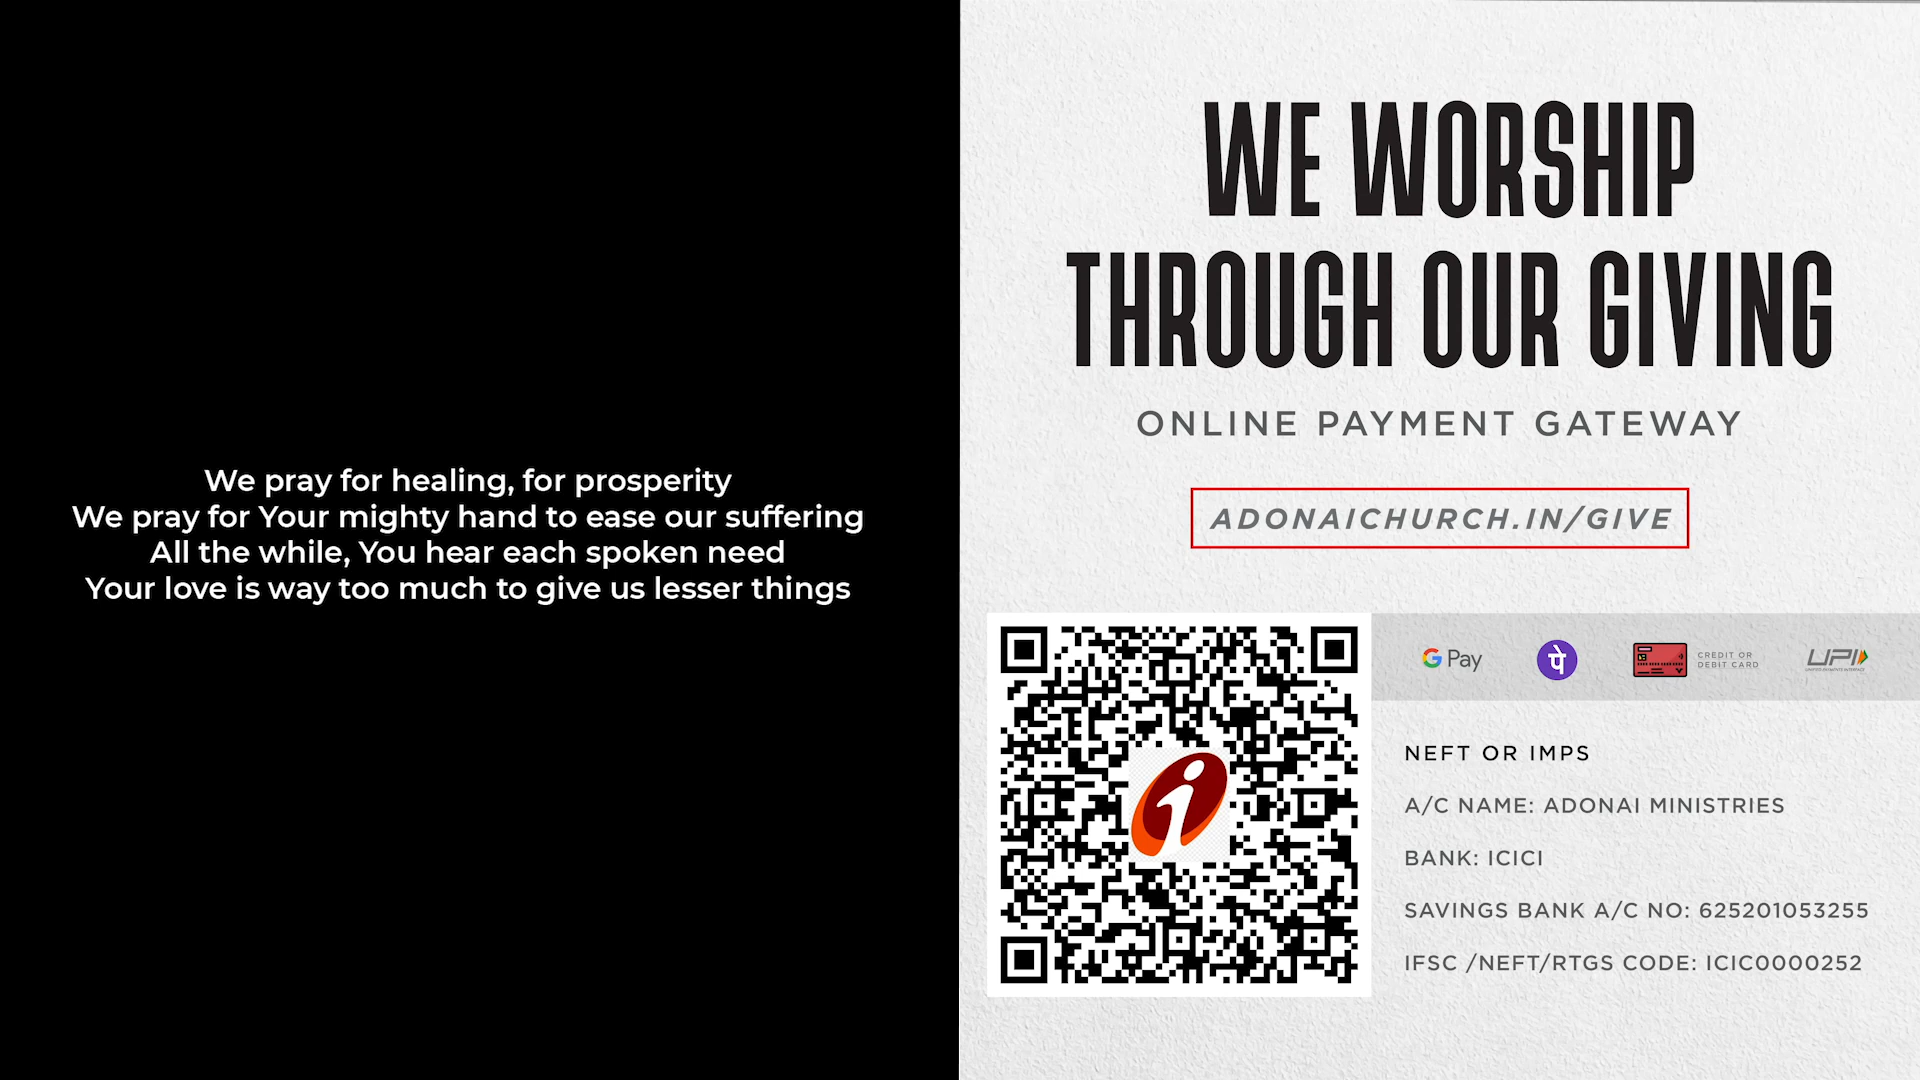 We pray for healing, for prosperity
We pray for Your mighty hand to ease our suffering
All the while, You hear each spoken need
Your love is way too much to give us lesser things
WE WORSHIP
THROUGH OUR GIVING
ONLINE PAYMENT GATEWAY
ADONAICHURCH.IN/GIVE
G Pay
पे
CREDIT OR
DEBIT CARD
UPI
UNIFIED PAYMENTS INTERFACE
NEFT OR IMPS
A/C NAME: ADONAI MINISTRIES
BANK: ICICI
SAVINGS BANK A/C NO: 625201053255
IFSC /NEFT/RTGS CODE: ICIC0000252